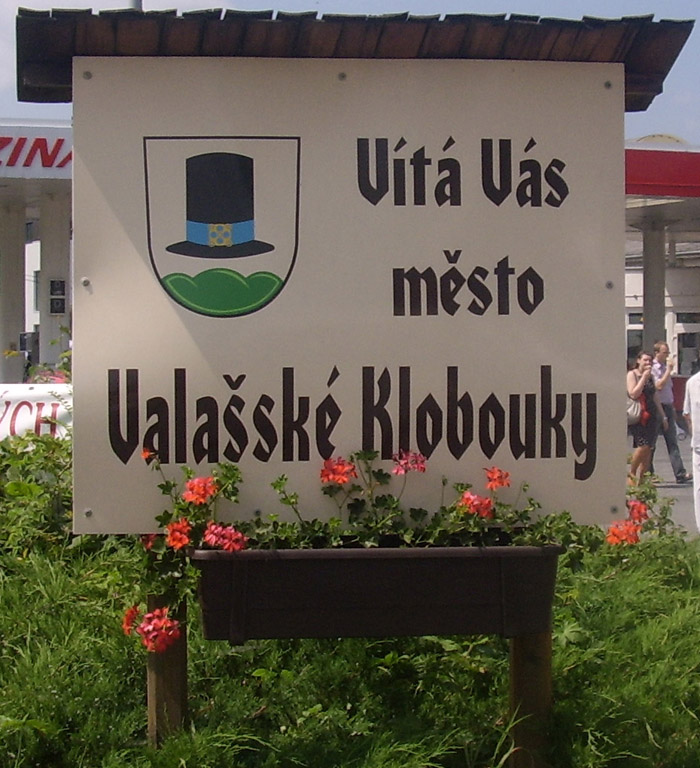 Vítá Vás
město
Valašské Klobouky